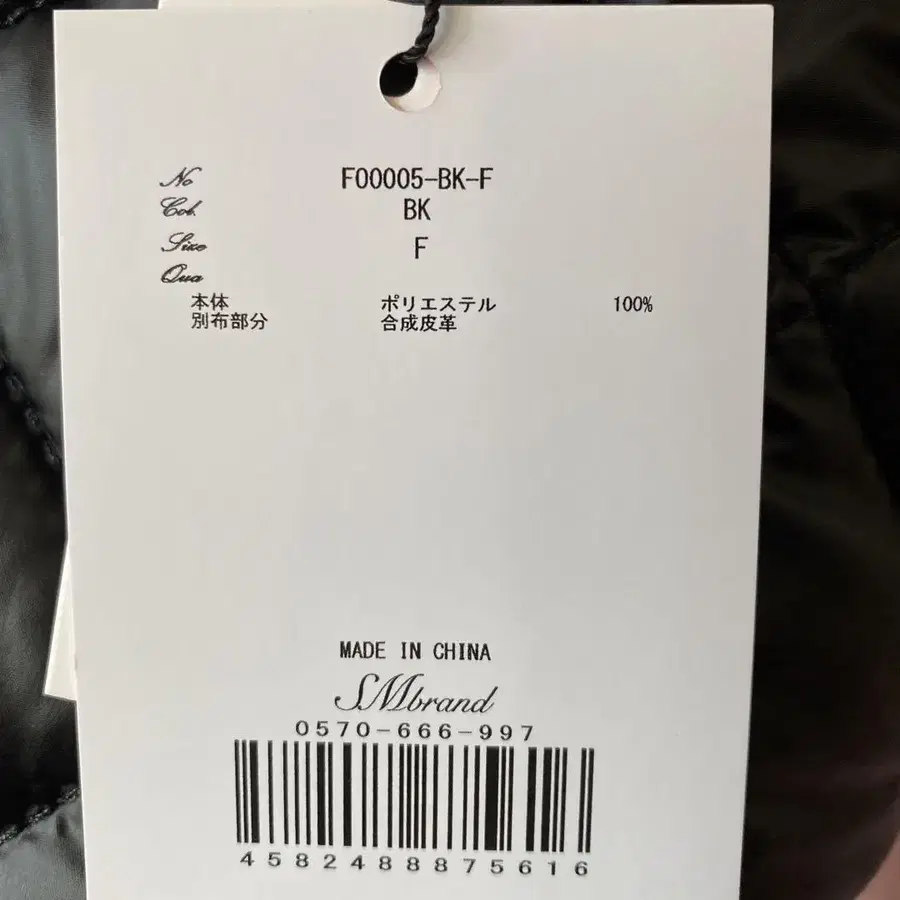 No F00005-BK-F
Col. BK
Size F
Qua
本体 ポリエステル 100%
別布部分 合成皮革
MADE IN CHINA
SMbrand
0570-666-997
4582488875616